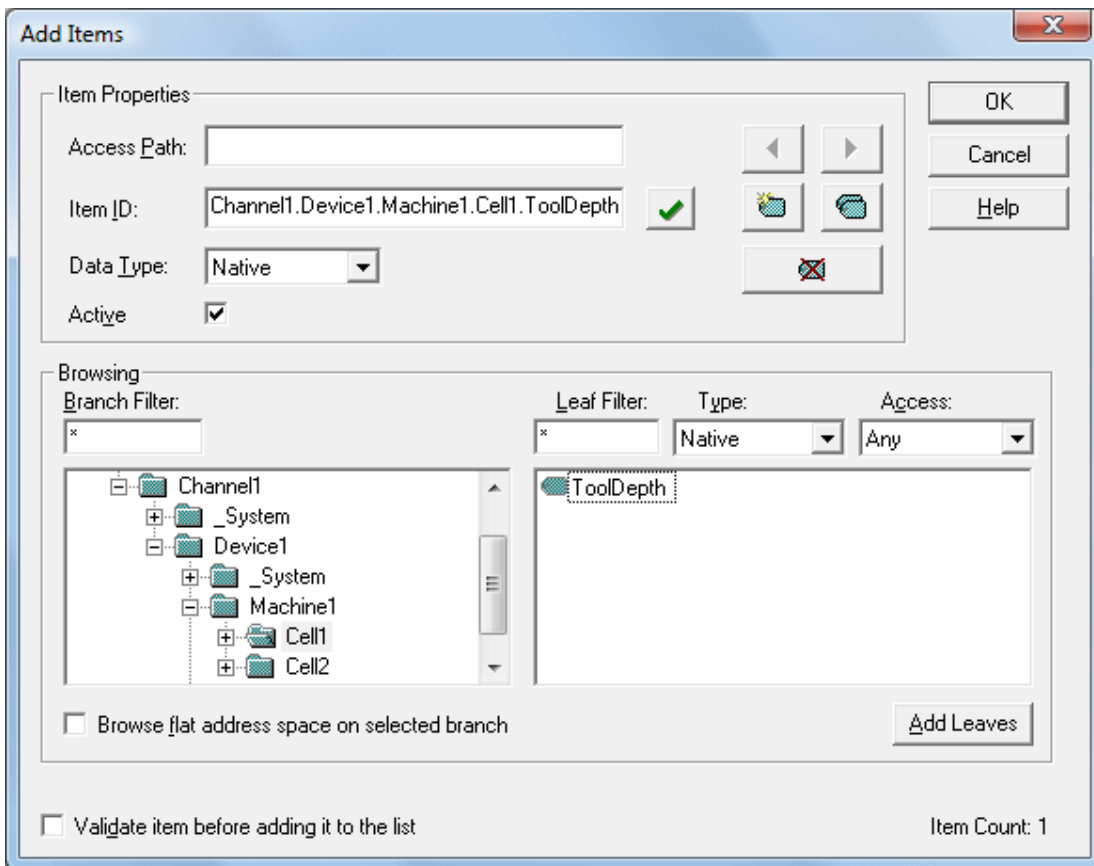 Add Items
Item Properties
OK
Access Path:
Cancel
Item ID: Channel1.Device1.Machine1.Cell1.ToolDepth
Help
Data Type: Native
Active
Browsing
Branch Filter: Leaf Filter: Type: Access:
* * Native Any
Channel1
_System
Device1
_System
Machine1
Cell1
Cell2
ToolDepth
Browse flat address space on selected branch
Add Leaves
Validate item before adding it to the list
Item Count: 1